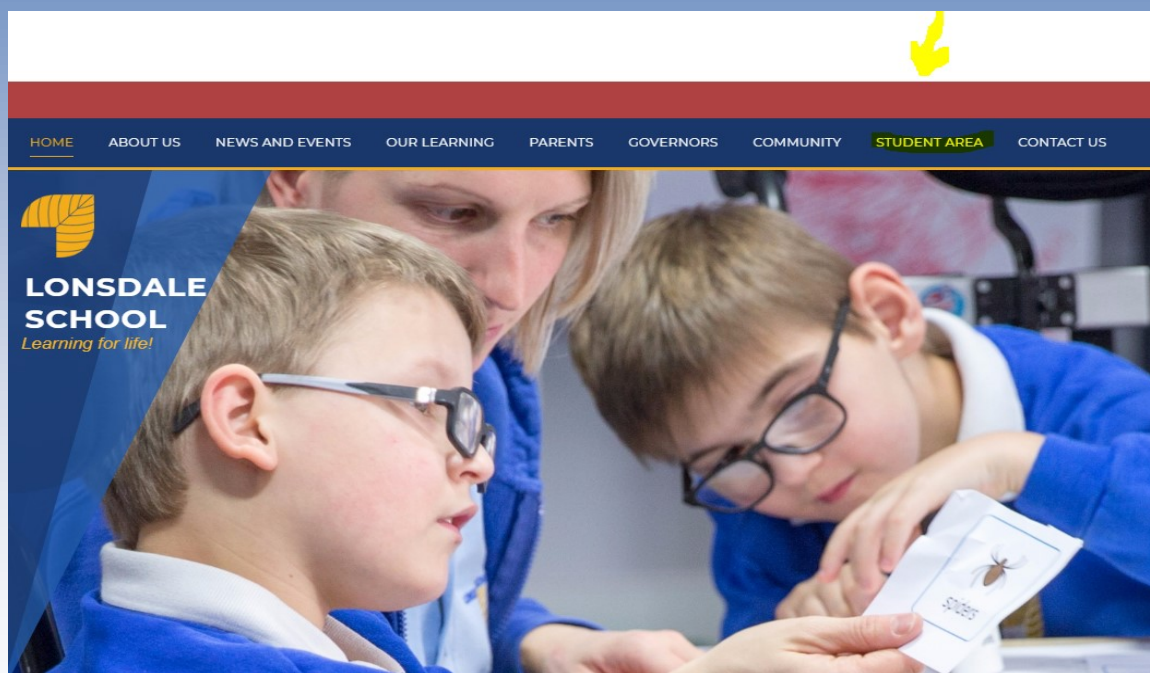 HOME ABOUT US NEWS AND EVENTS OUR LEARNING PARENTS GOVERNORS COMMUNITY STUDENT AREA CONTACT US
LONSDALE
SCHOOL
Learning for life!
spiders